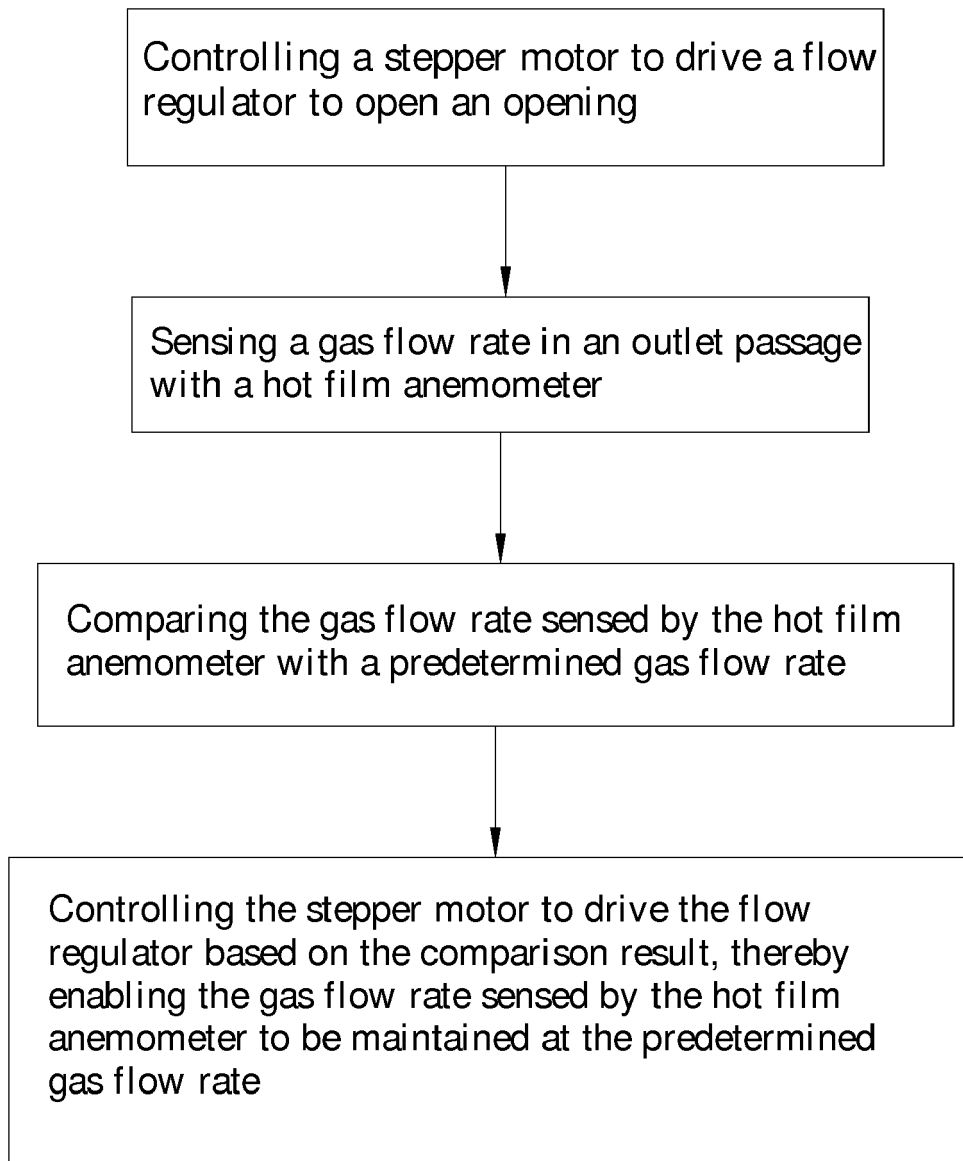 Controlling a stepper motor to drive a flow
regulator to open an opening
Sensing a gas flow rate in an outlet passage
with a hot film anemometer
Comparing the gas flow rate sensed by the hot film
anemometer with a predetermined gas flow rate
Controlling the stepper motor to drive the flow
regulator based on the comparison result, thereby
enabling the gas flow rate sensed by the hot film
anemometer to be maintained at the predetermined
gas flow rate